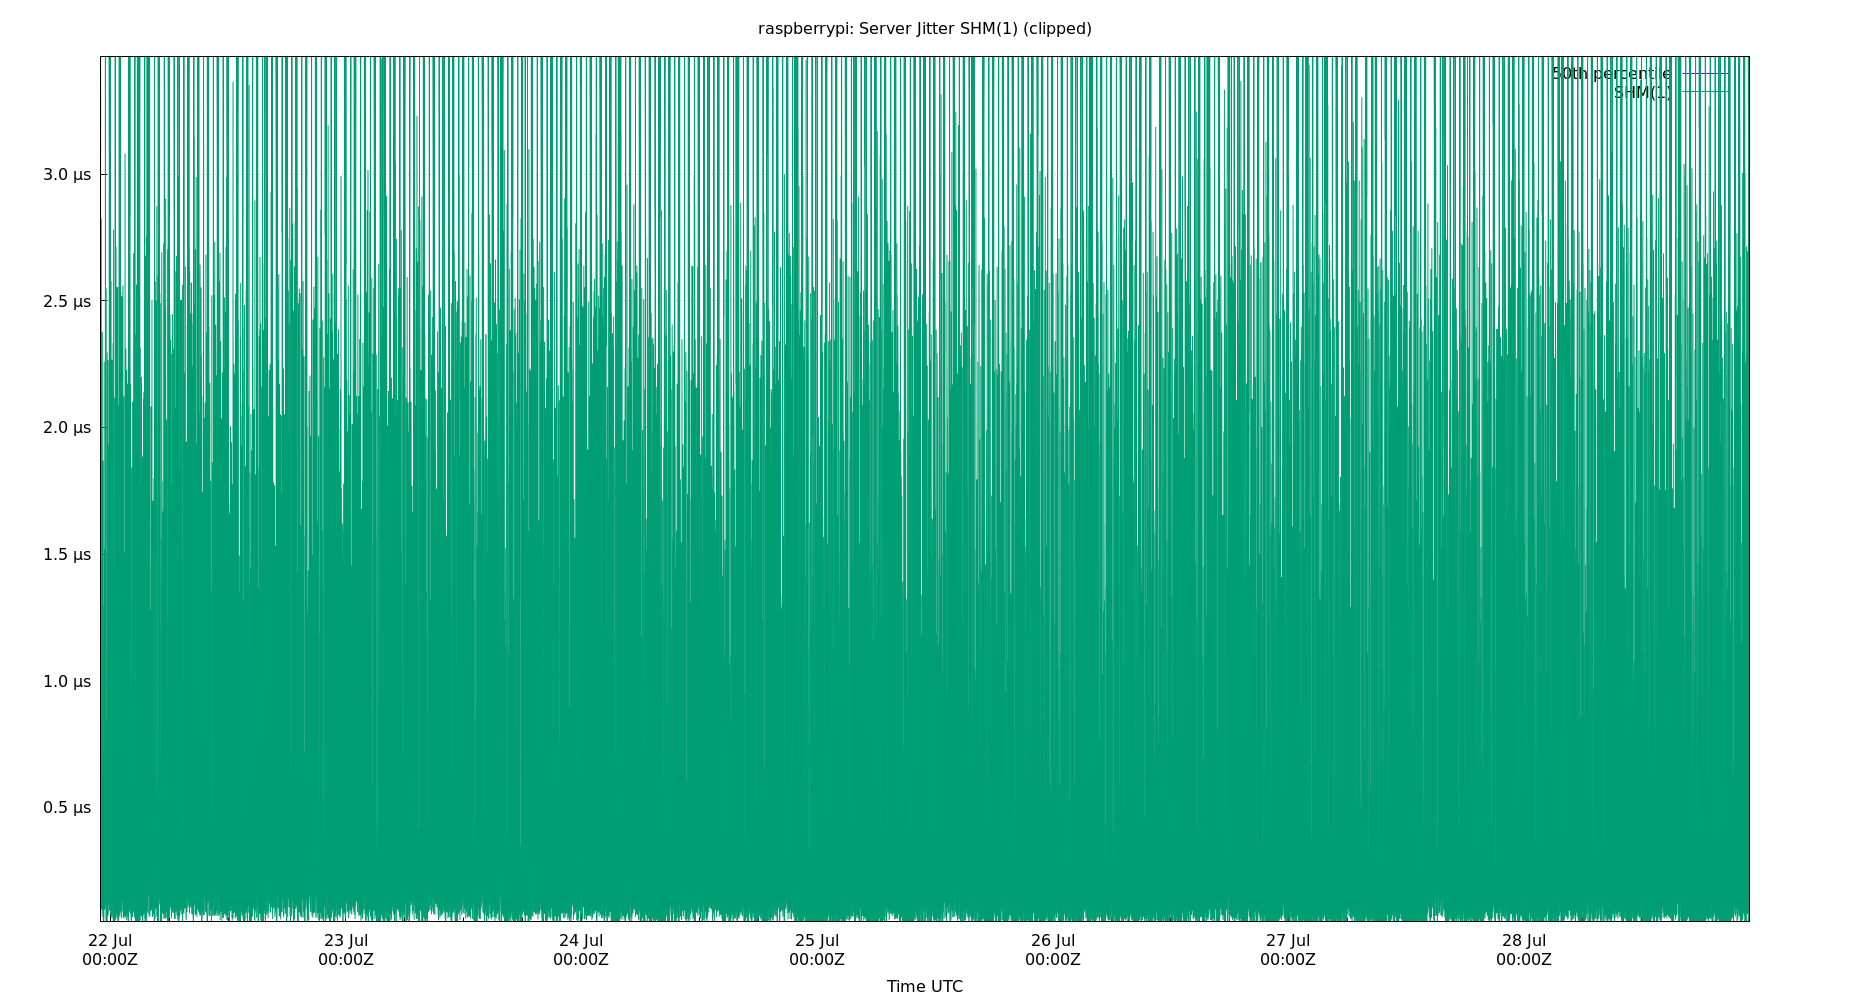 raspberrypi: Server Jitter SHM(1) (clipped)
50th percentile
SHM(1)
3.0 µs
2.5 µs
2.0 µs
1.5 µs
1.0 µs
0.5 µs
22 Jul 23 Jul 24 Jul 25 Jul 26 Jul 27 Jul 28 Jul
00:00Z 00:00Z 00:00Z 00:00Z 00:00Z 00:00Z 00:00Z
Time UTC